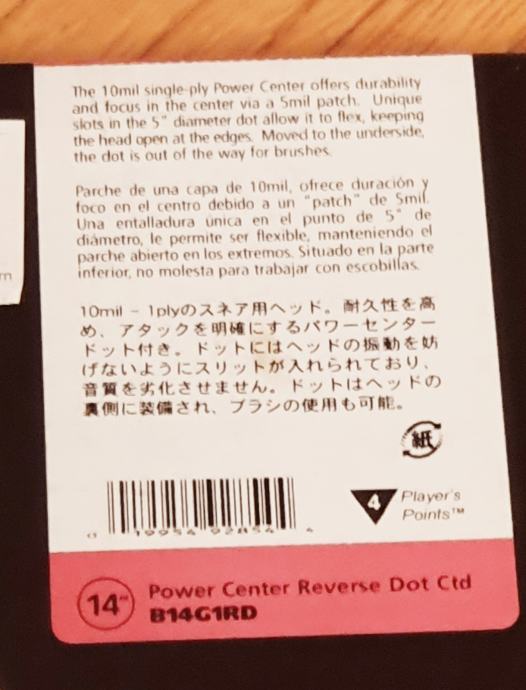 The 10mil single-ply Power Center offers durability
and focus in the center via a 5mil patch. Unique
slots in the 5" diameter dot allow it to flex, keeping
the head open at the edges. Moved to the underside,
the dot is out of the way for brushes.
Parche de una capa de 10mil, ofrece duración y
foco en el centro debido a un "patch" de 5mil.
Una entalladura única en el punto de 5" de
diámetro, le permite ser flexible, manteniendo el
parche abierto en los extremos. Situado en la parte
inferior, no molesta para trabajar con escobillas.
m
10mil – 1plyのスネア用ヘッド。耐久性を高
め、アタックを明確にするパワーセンター
ドット付き。ドットにはヘッドの振動を妨
げないようにスリットが入れられており、
音質を劣化させません。ドットはヘッドの
裏側に装備され、ブラシの使用も可能。
紙
4 Player's
Points™
0 19954 92854 4
14" Power Center Reverse Dot Ctd
B14G1RD